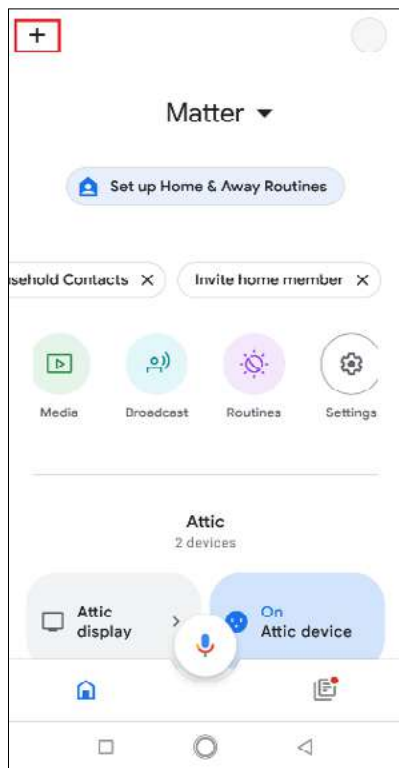 +
Matter
Set up Home & Away Routines
sehold Contacts ×
Invite home member ×
Media
Broadcast
Routines
Settings
Attic
2 devices
Attic
display
On
Attic device